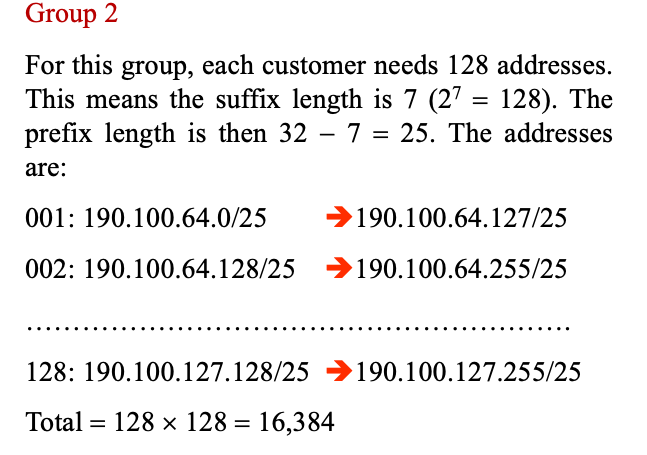 Group 2
For this group, each customer needs 128 addresses.
This means the suffix length is 7 (2⁷ = 128). The
prefix length is then 32 − 7 = 25. The addresses
are:
001: 190.100.64.0/25 ➔190.100.64.127/25
002: 190.100.64.128/25 ➔190.100.64.255/25
…………………………………………………..
128: 190.100.127.128/25 ➔190.100.127.255/25
Total = 128 × 128 = 16,384